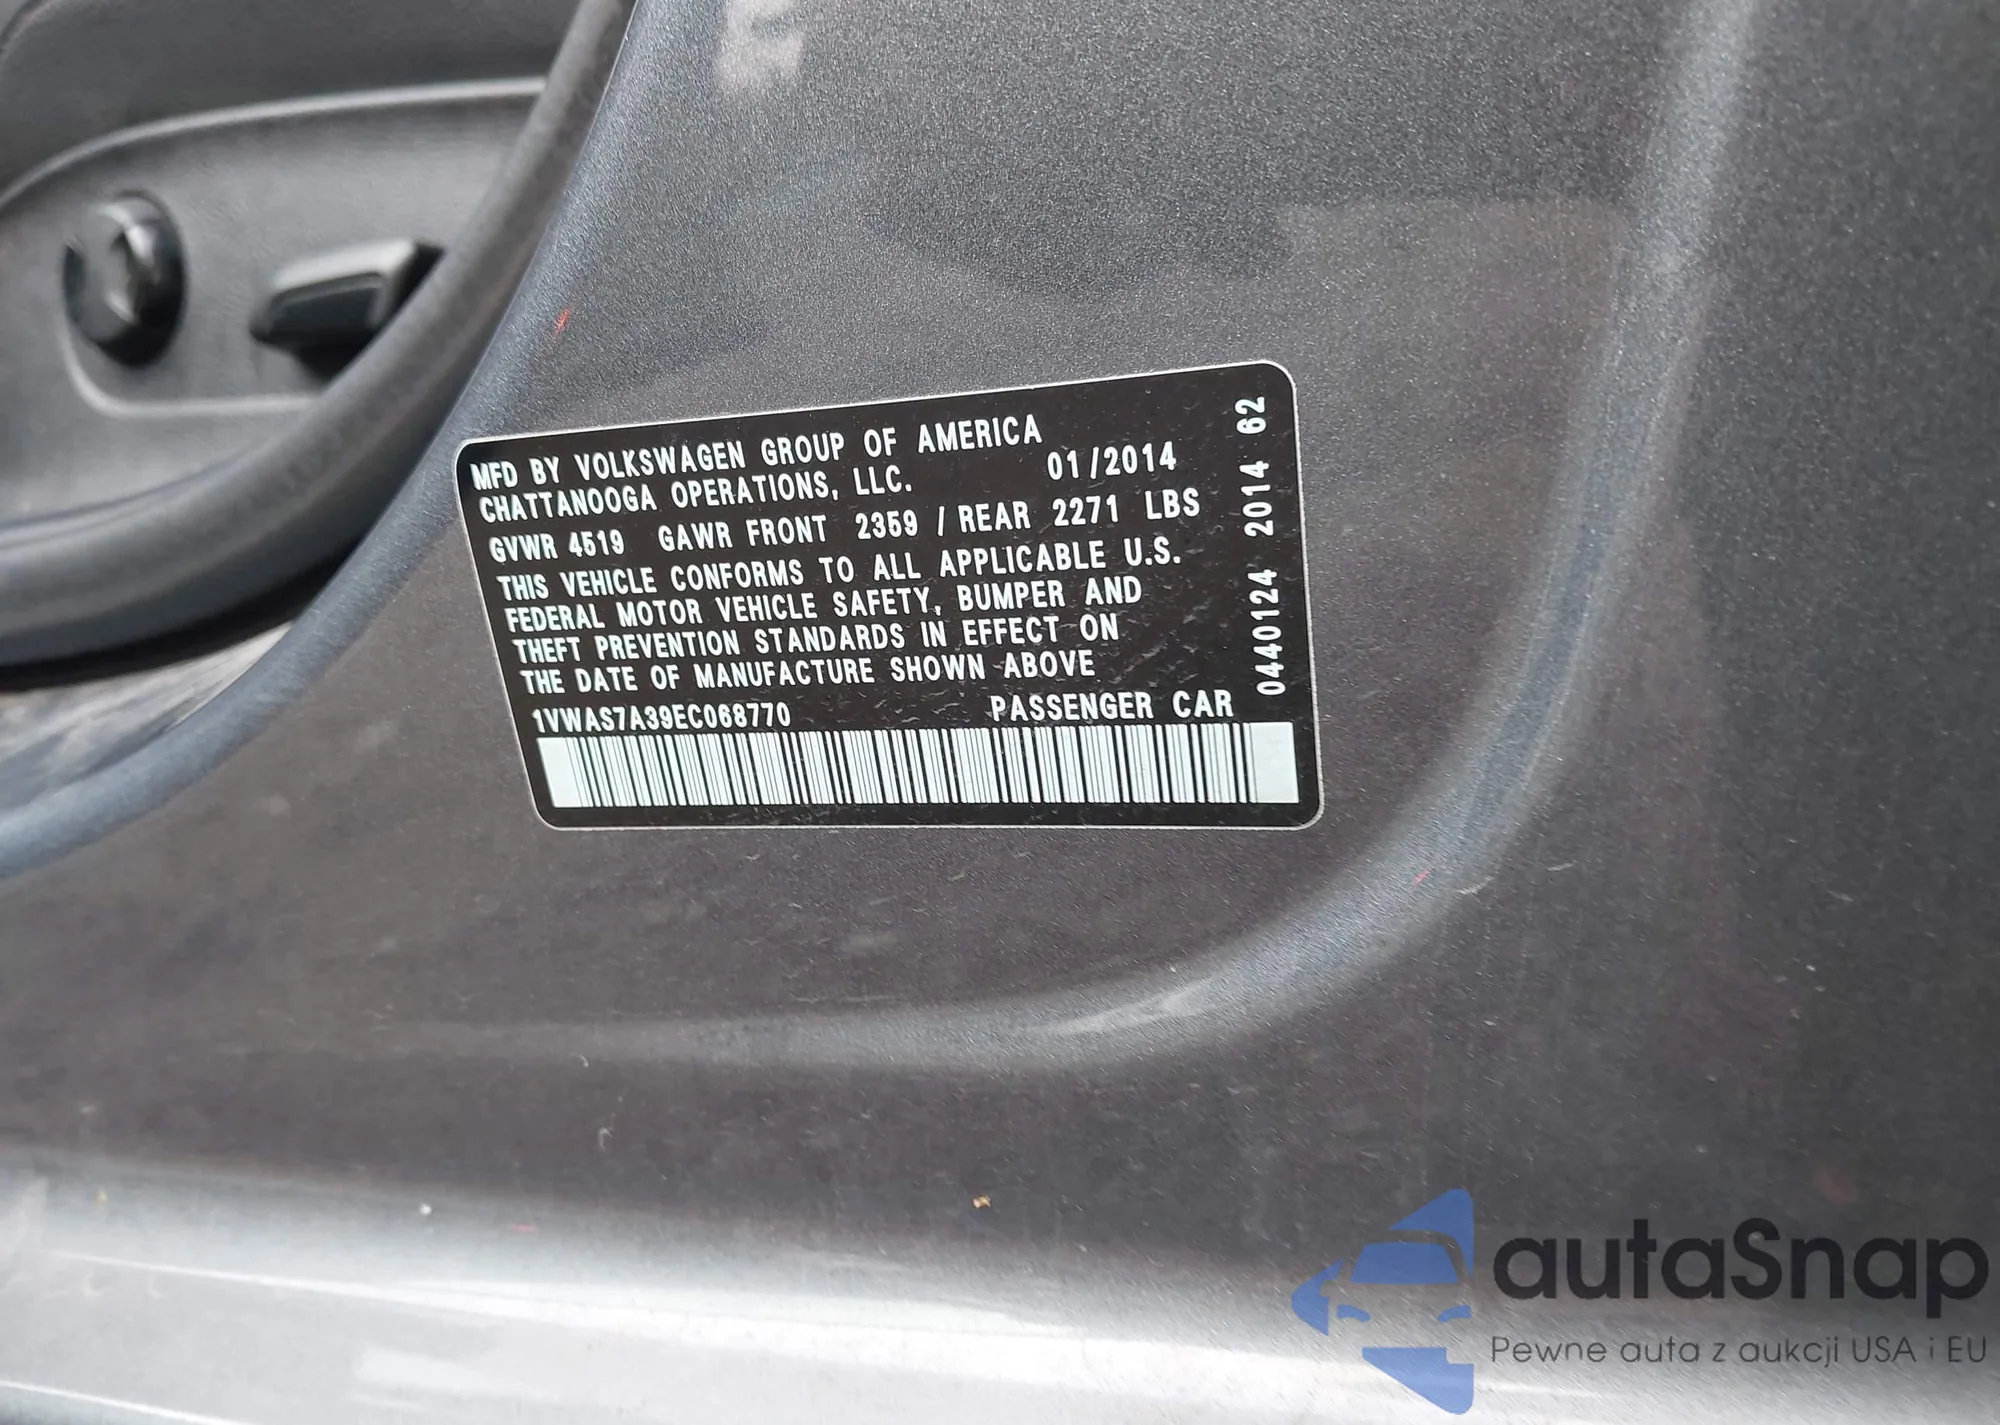 MFD BY VOLKSWAGEN GROUP OF AMERICA
CHATTANOOGA OPERATIONS, LLC. 01/2014
GVWR 4519 GAWR FRONT 2359 / REAR 2271 LBS
THIS VEHICLE CONFORMS TO ALL APPLICABLE U.S.
FEDERAL MOTOR VEHICLE SAFETY, BUMPER AND
THEFT PREVENTION STANDARDS IN EFFECT ON
THE DATE OF MANUFACTURE SHOWN ABOVE
1VWAS7A39EC068770 PASSENGER CAR
0440124 2014 62
autaSnap
Pewne auta z aukcji USA i EU